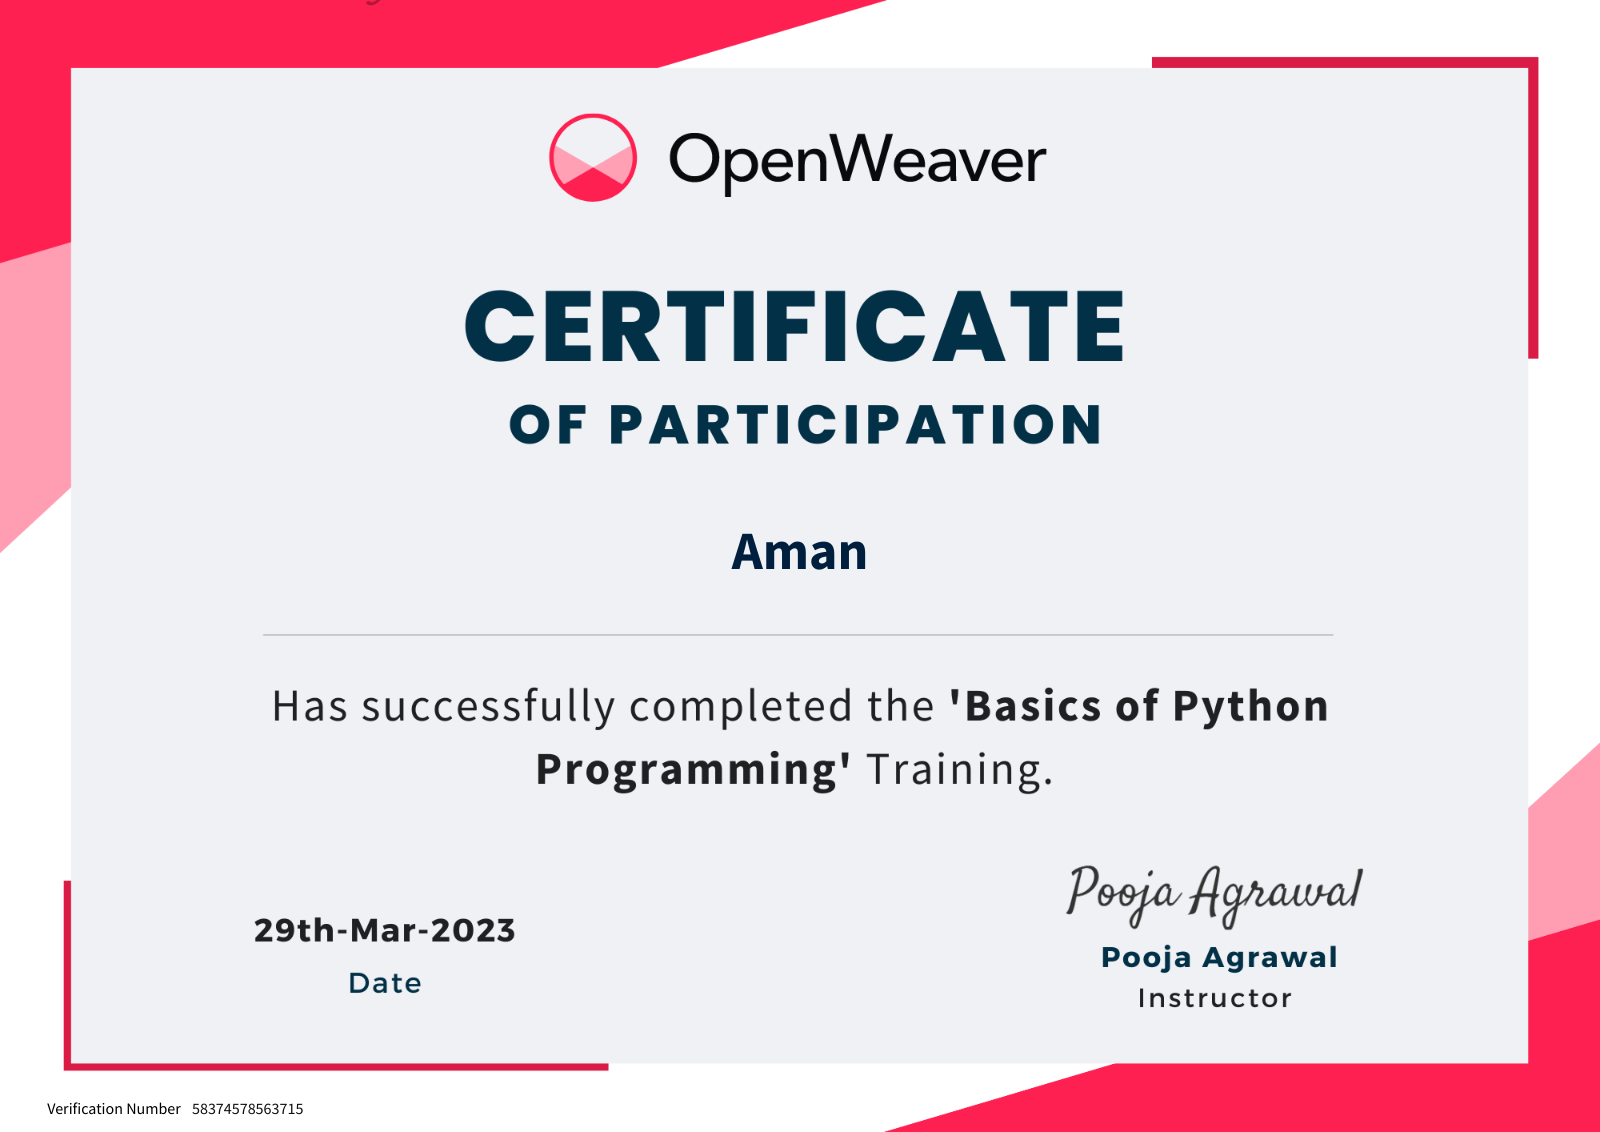 OpenWeaver
CERTIFICATE
OF PARTICIPATION
Aman
Has successfully completed the 'Basics of Python
Programming' Training.
Pooja Agrawal
29th-Mar-2023
Pooja Agrawal
Date
Instructor
Verification Number 58374578563715